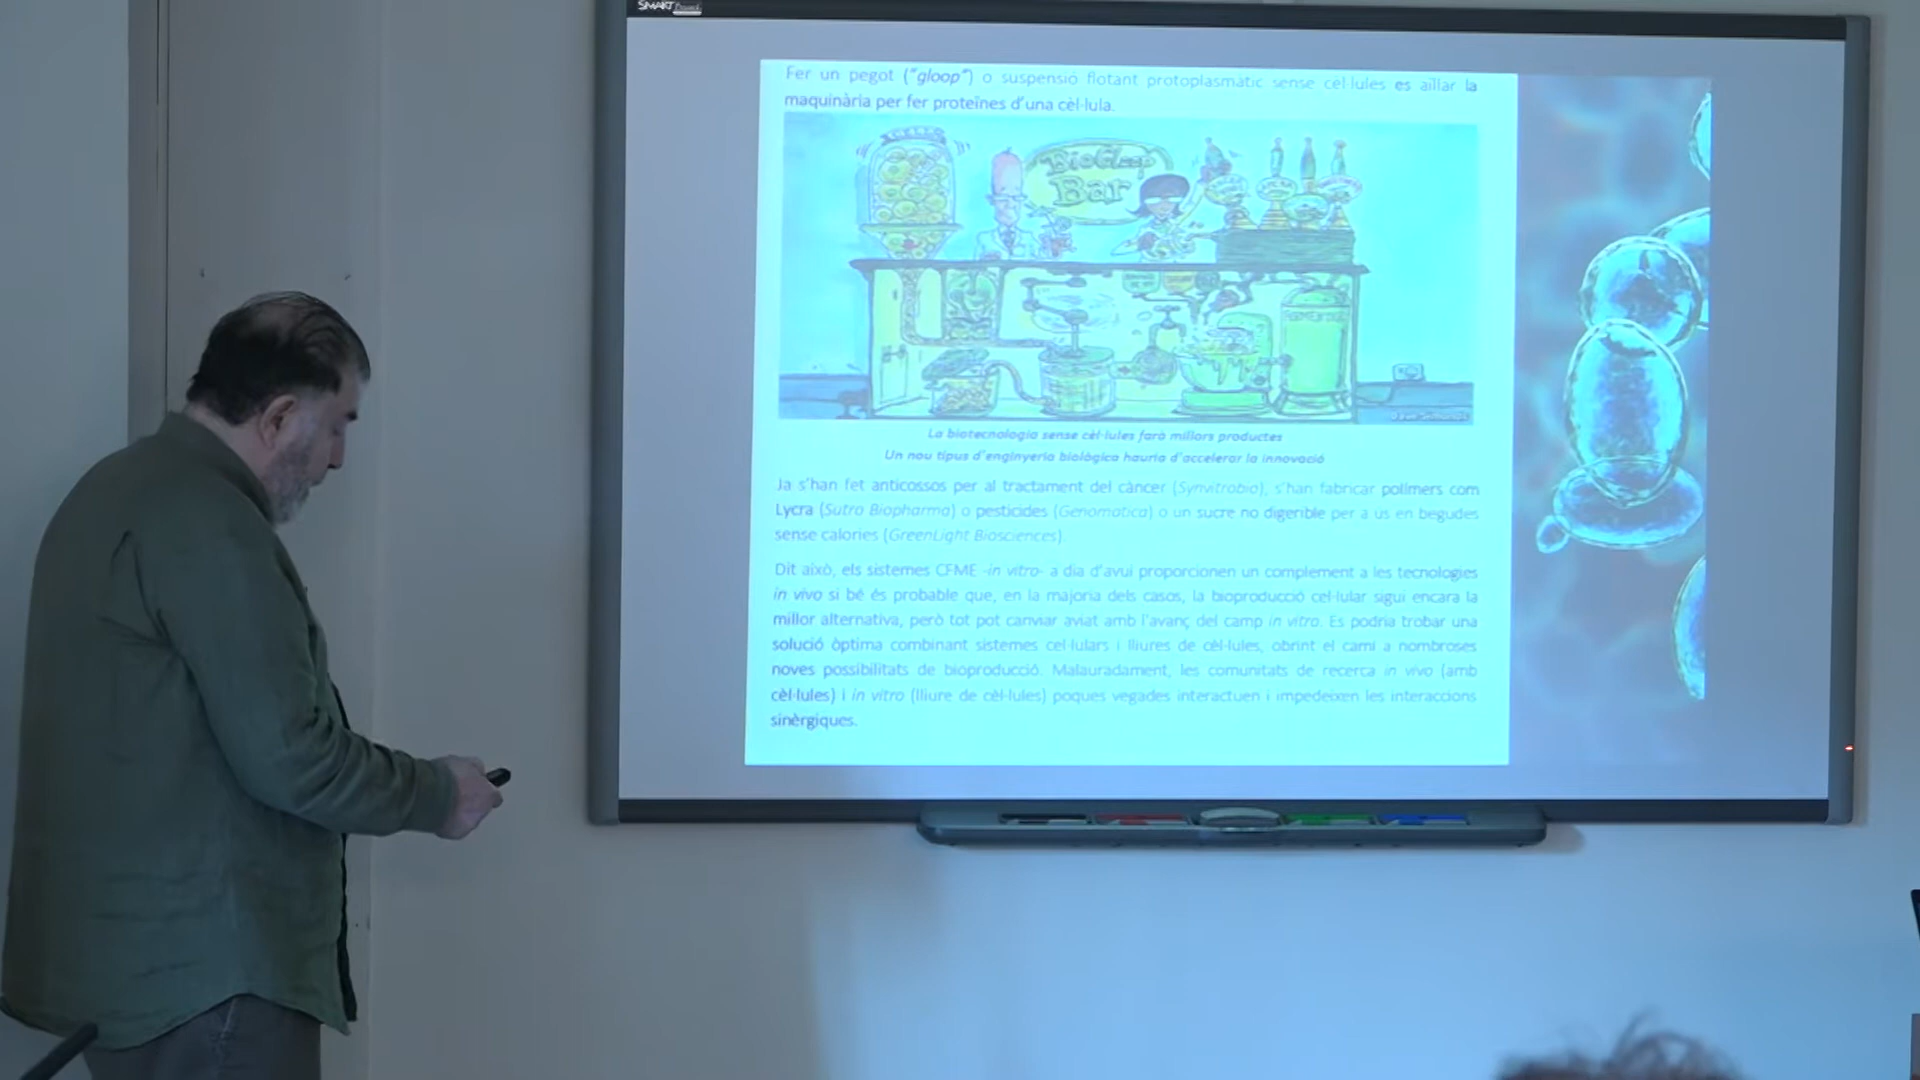 SMART Board
Fer un pegot ("gloop") o suspensió flotant protoplasmàtic sense cèl·lules es aïllar la
maquinària per fer proteïnes d'una cèl·lula.
BioGloop
Bar
La biotecnologia sense cèl·lules farà millors productes
Un nou tipus d'enginyeria biològica hauria d'accelerar la innovació
Ja s'han fet anticossos per al tractament del càncer (Synvitrobio), s'han fabricar polímers com
Lycra (Sutro Biopharma) o pesticides (Genomatica) o un sucre no digerible per a us en begudes
sense calories (GreenLight Biosciences).
Dit això, els sistemes CFME -in vitro- a dia d'avui proporcionen un complement a les tecnologies
in vivo si bé és probable que, en la majoria dels casos, la bioproducció cel·lular sigui encara la
millor alternativa, però tot pot canviar aviat amb l'avanç del camp in vitro. Es podria trobar una
solució òptima combinant sistemes cel·lulars i lliures de cèl·lules, obrint el camí a nombroses
noves possibilitats de bioproducció. Malauradament, les comunitats de recerca in vivo (amb
cèl·lules) i in vitro (lliure de cèl·lules) poques vegades interactuen i impedeixen les interaccions
sinèrgiques.